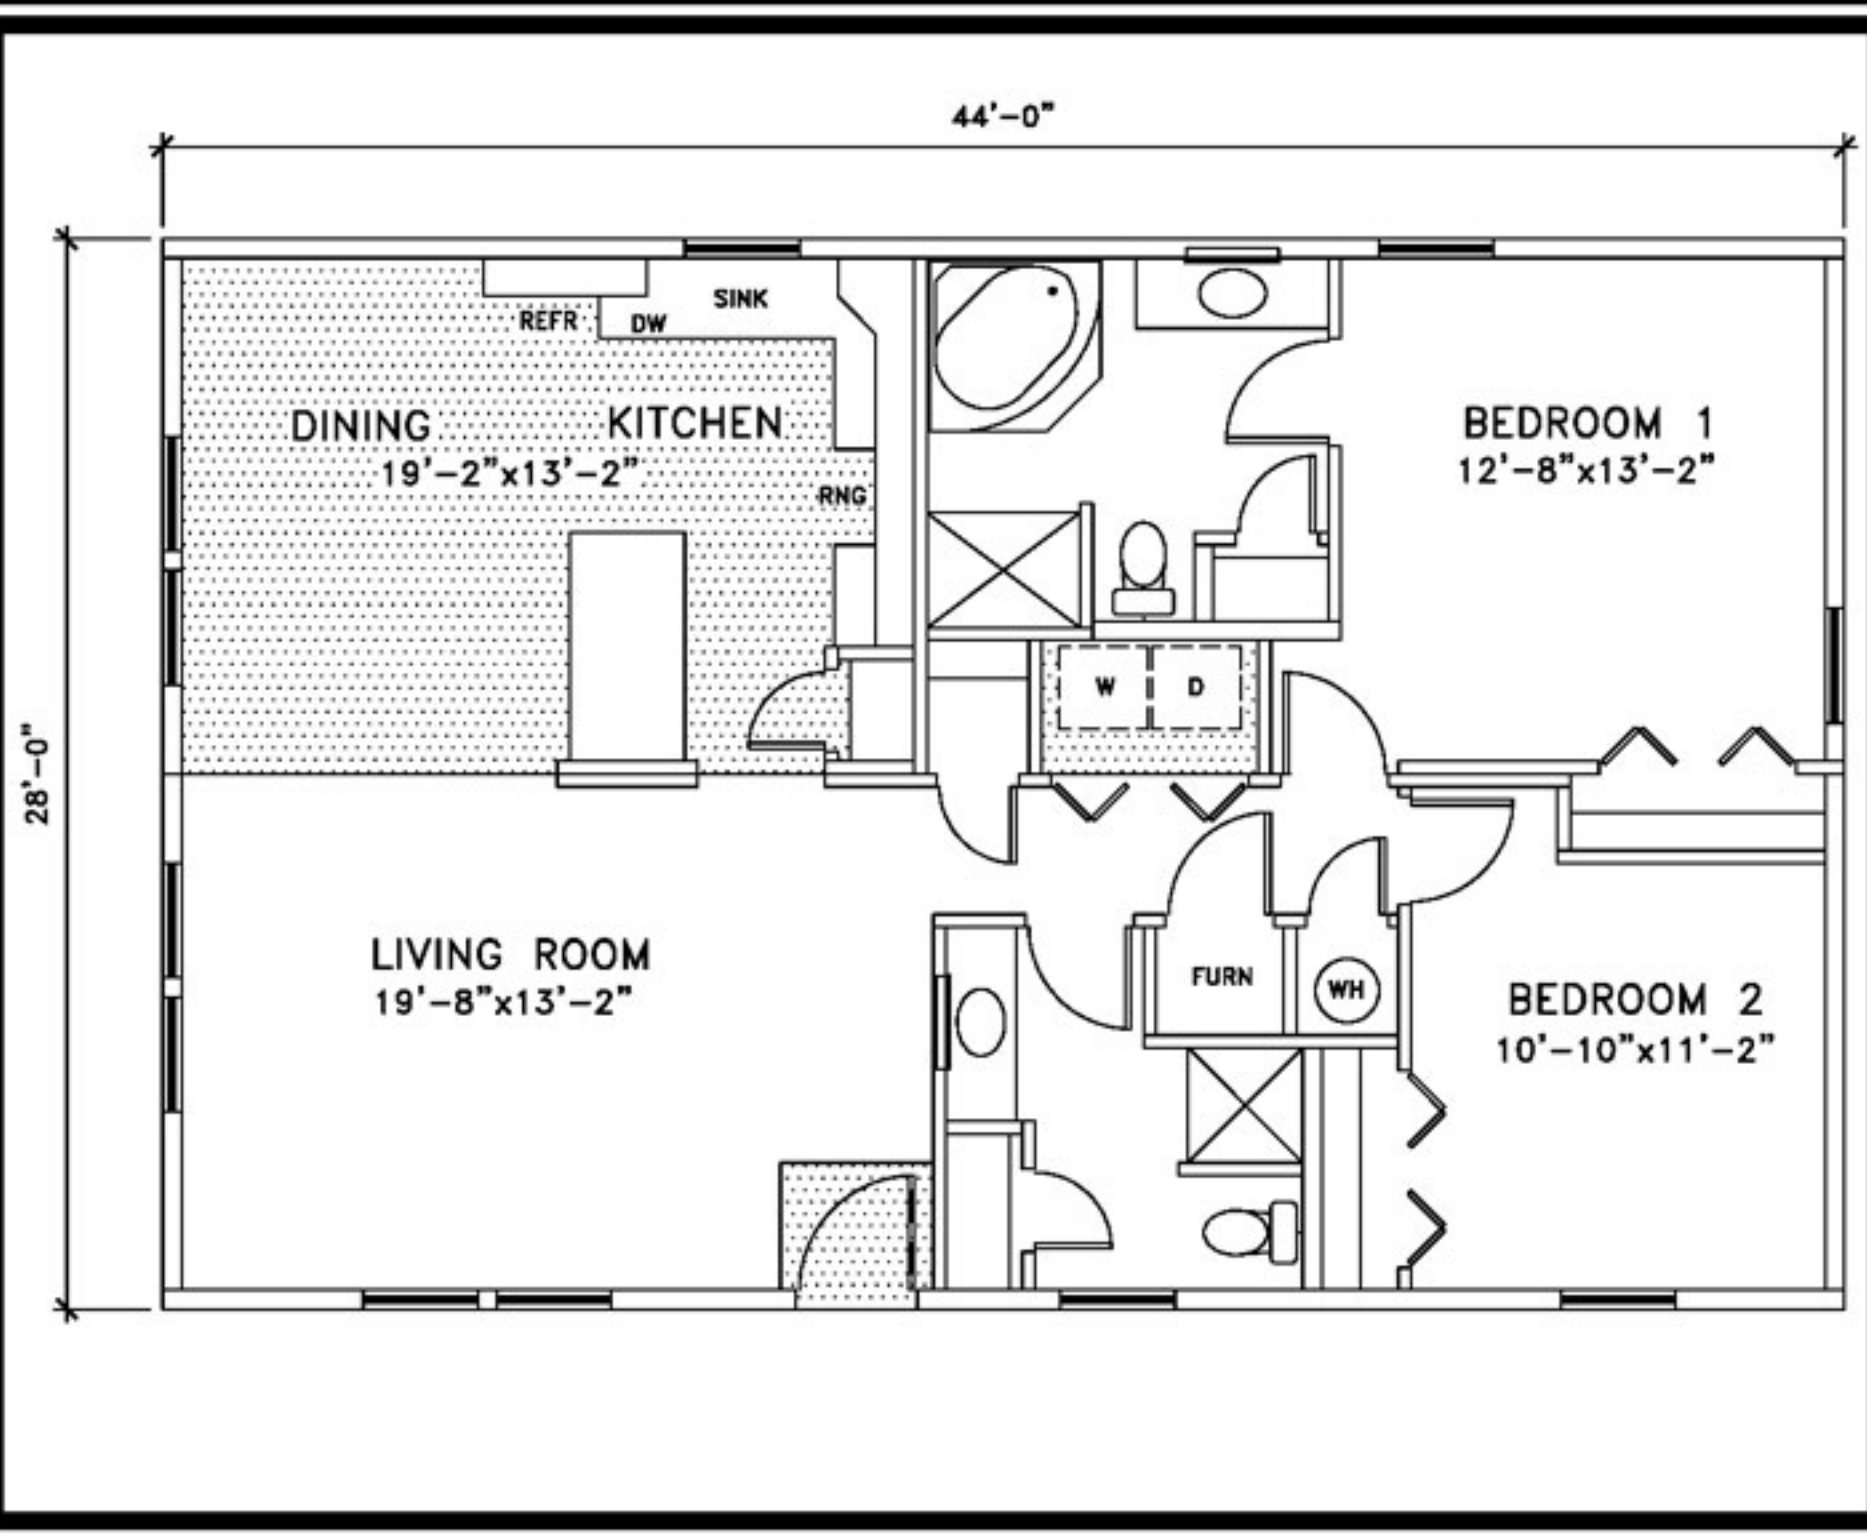 44'-0"
28'-0"
SINK
REFR
DW
DINING
KITCHEN
19'-2"x13'-2"
RNG
BEDROOM 1
12'-8"x13'-2"
W
D
LIVING ROOM
19'-8"x13'-2"
FURN
WH
BEDROOM 2
10'-10"x11'-2"